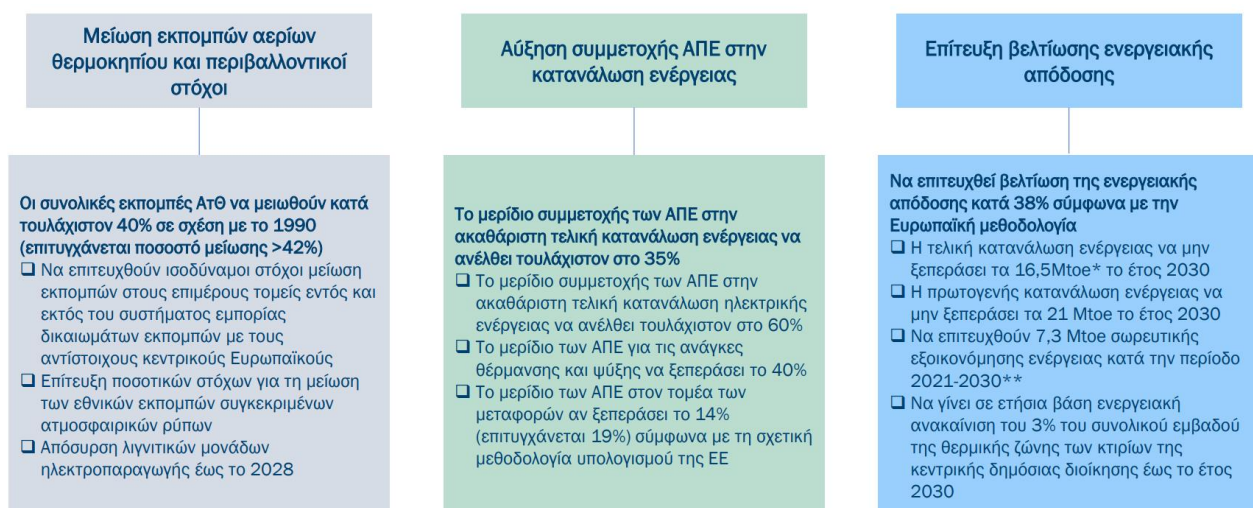 Μείωση εκπομπών αερίων
θερμοκηπίου και περιβαλλοντικοί
στόχοι
Οι συνολικές εκπομπές ΑτΘ να μειωθούν κατά
τουλάχιστον 40% σε σχέση με το 1990
(επιτυγχάνεται ποσοστό μείωσης >42%)
❑ Να επιτευχθούν ισοδύναμοι στόχοι μείωση
εκπομπών στους επιμέρους τομείς εντός και
εκτός του συστήματος εμπορίας
δικαιωμάτων εκπομπών με τους
αντίστοιχους κεντρικούς Ευρωπαϊκούς
❑ Επίτευξη ποσοτικών στόχων για τη μείωση
των εθνικών εκπομπών συγκεκριμένων
ατμοσφαιρικών ρύπων
❑ Απόσυρση λιγνιτικών μονάδων
ηλεκτροπαραγωγής έως το 2028
Αύξηση συμμετοχής ΑΠΕ στην
κατανάλωση ενέργειας
Το μερίδιο συμμετοχής των ΑΠΕ στην
ακαθάριστη τελική κατανάλωση ενέργειας να
ανέλθει τουλάχιστον στο 35%
❑ Το μερίδιο συμμετοχής των ΑΠΕ στην
ακαθάριστη τελική κατανάλωση ηλεκτρικής
ενέργειας να ανέλθει τουλάχιστον στο 60%
❑ Το μερίδιο των ΑΠΕ για τις ανάγκες
θέρμανσης και ψύξης να ξεπεράσει το 40%
❑ Το μερίδιο των ΑΠΕ στον τομέα των
μεταφορών αν ξεπεράσει το 14%
(επιτυγχάνεται 19%) σύμφωνα με τη σχετική
μεθοδολογία υπολογισμού της ΕΕ
Επίτευξη βελτίωσης ενεργειακής
απόδοσης
Να επιτευχθεί βελτίωση της ενεργειακής
απόδοσης κατά 38% σύμφωνα με την
Ευρωπαϊκή μεθοδολογία
❑ Η τελική κατανάλωση ενέργειας να μην
ξεπεράσει τα 16,5Mtoe* το έτος 2030
❑ Η πρωτογενής κατανάλωση ενέργειας να
μην ξεπεράσει τα 21 Mtoe το έτος 2030
❑ Να επιτευχθούν 7,3 Mtoe σωρευτικής
εξοικονόμησης ενέργειας κατά την περίοδο
2021-2030**
❑ Να γίνει σε ετήσια βάση ενεργειακή
ανακαίνιση του 3% του συνολικού εμβαδού
της θερμικής ζώνης των κτιρίων της
κεντρικής δημόσιας διοίκησης έως το έτος
2030